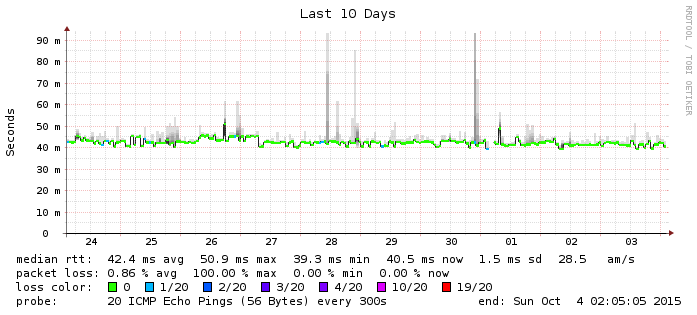 Last 10 Days
RRDTOOL / TOBI OETIKER
Seconds
90 m
80 m
70 m
60 m
50 m
40 m
30 m
20 m
10 m
0
24 25 26 27 28 29 30 01 02 03
median rtt: 42.4 ms avg 50.9 ms max 39.3 ms min 40.5 ms now 1.5 ms sd 28.5 am/s
packet loss: 0.86 % avg 100.00 % max 0.00 % min 0.00 % now
loss color: 0 1/20 2/20 3/20 4/20 10/20 19/20
probe: 20 ICMP Echo Pings (56 Bytes) every 300s end: Sun Oct 4 02:05:05 2015